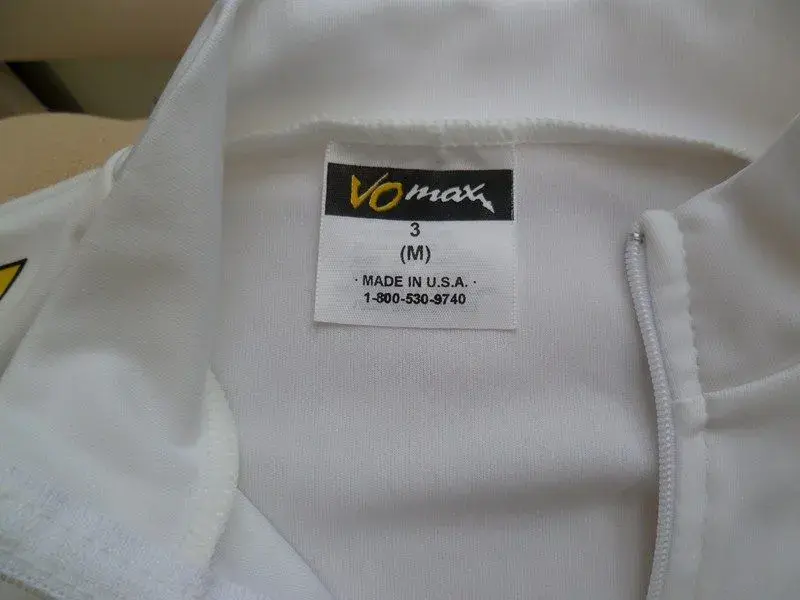 VOmax
3
(M)
· MADE IN U.S.A. ·
1-800-530-9740